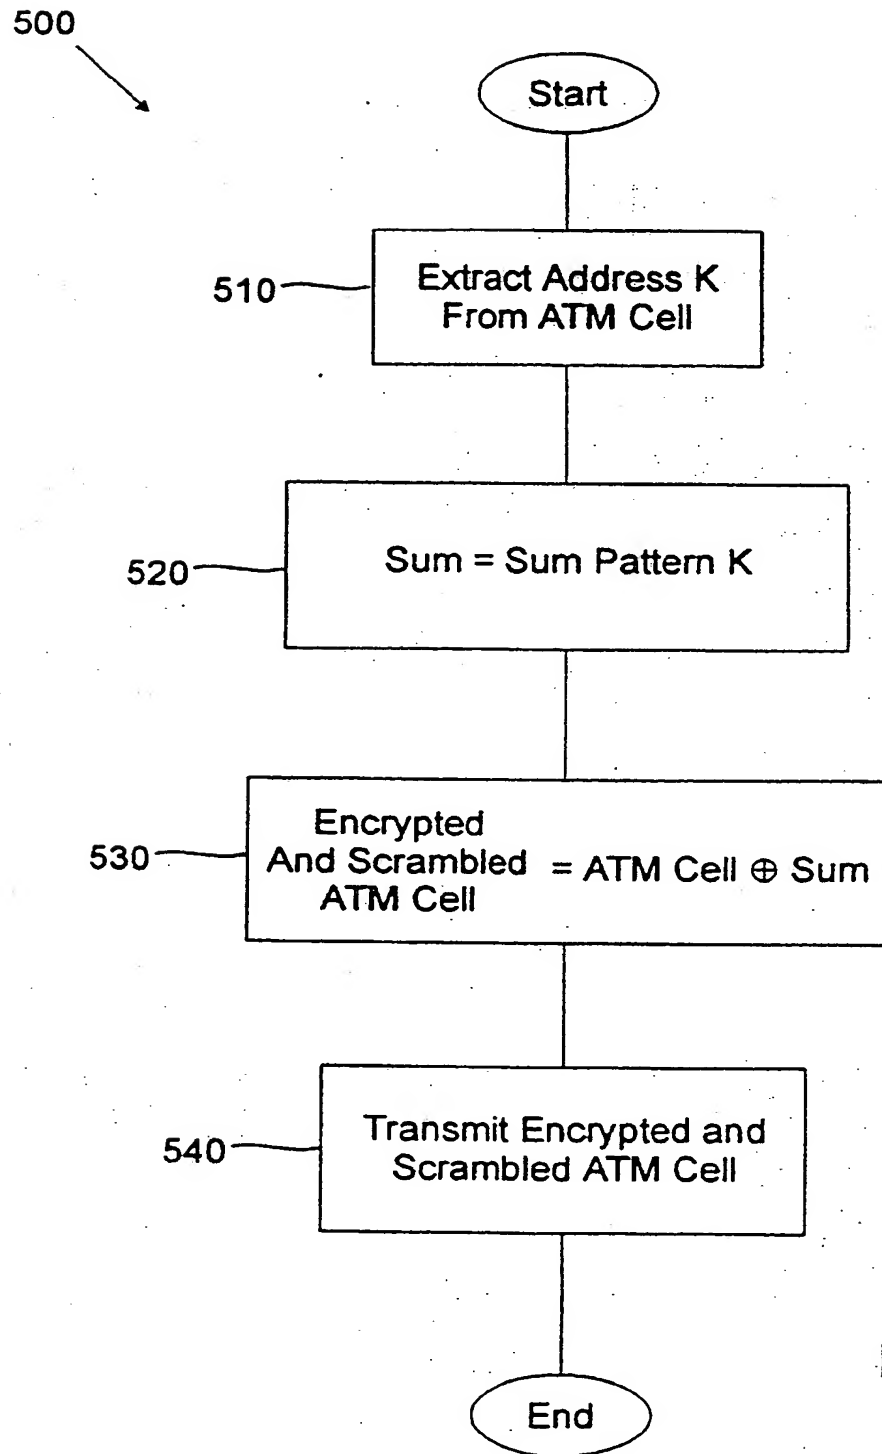 500
Start
510
Extract Address K
From ATM Cell
520
Sum = Sum Pattern K
530
Encrypted
And Scrambled = ATM Cell ⊕ Sum
ATM Cell
540
Transmit Encrypted and
Scrambled ATM Cell
End